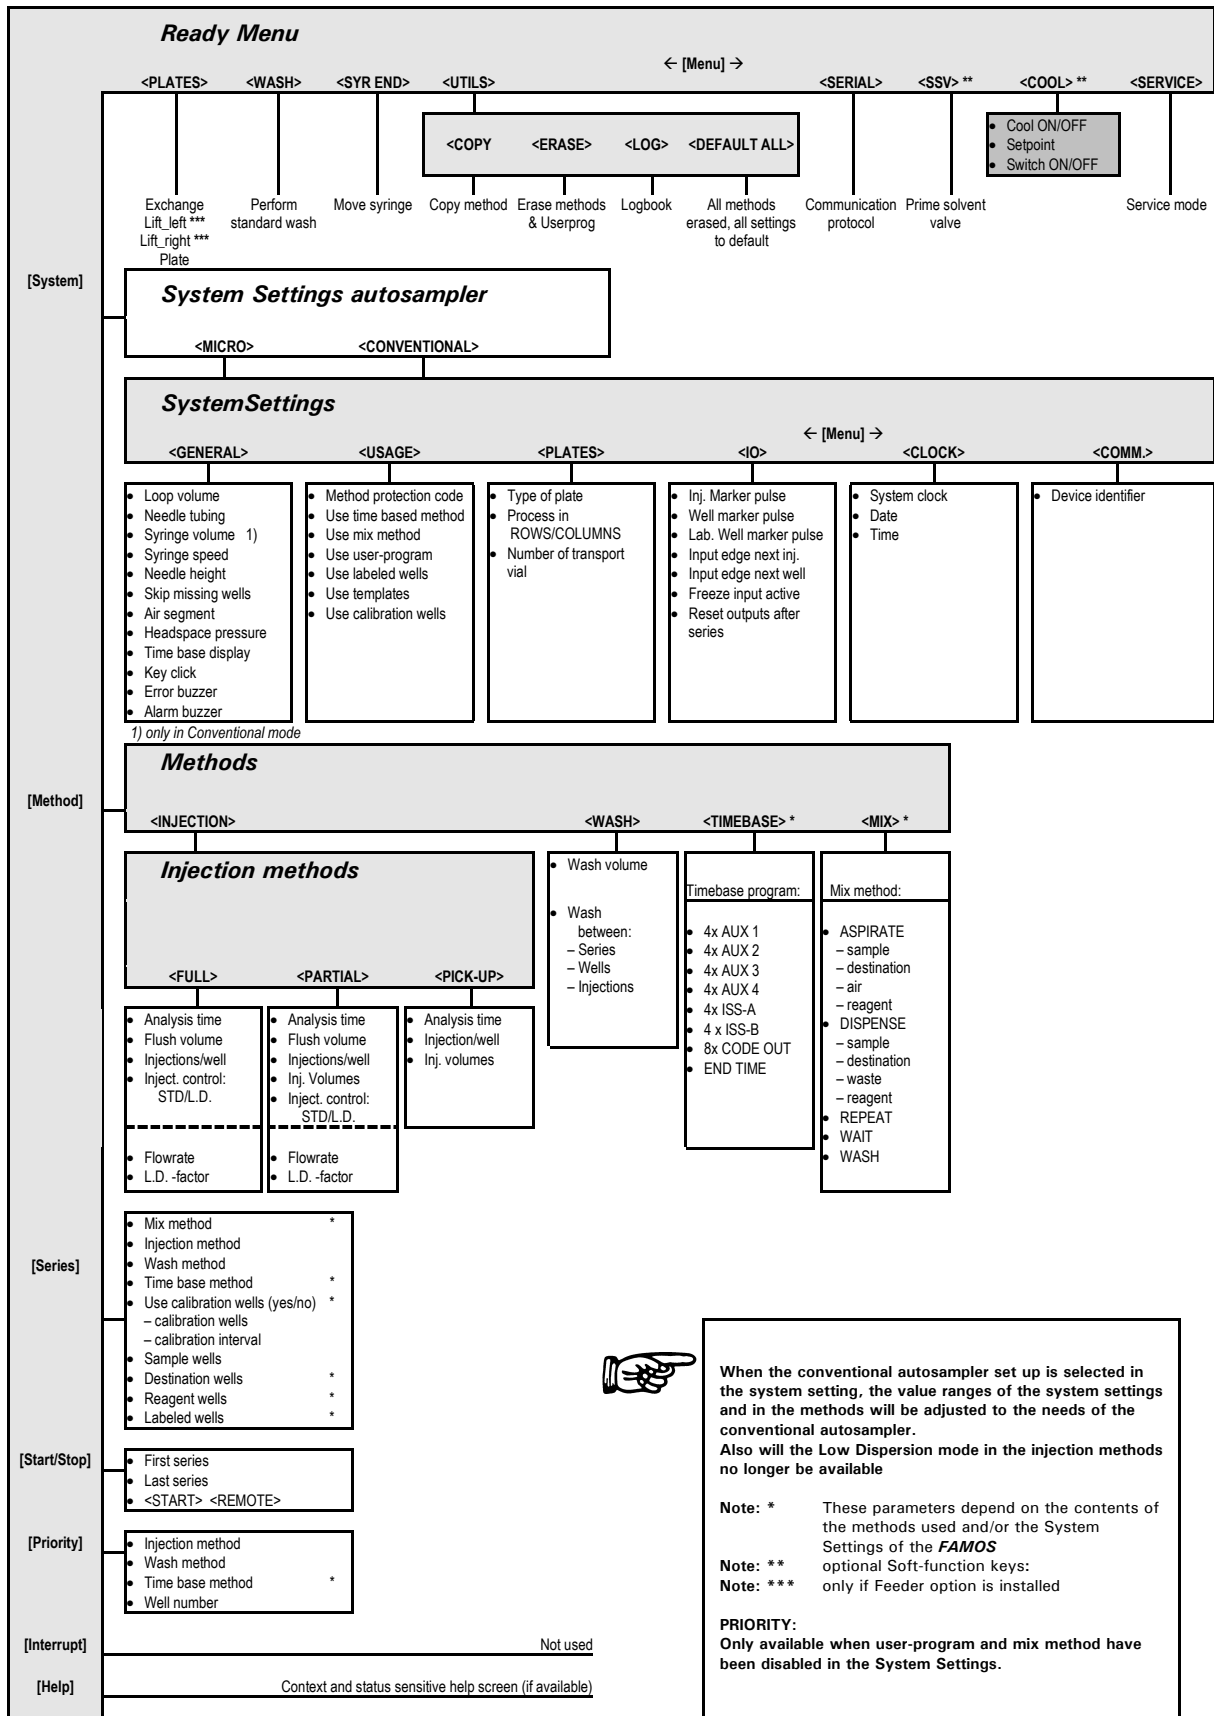 Ready Menu
← [Menu] →
<PLATES> <WASH> <SYR END> <UTILS> <SERIAL> <SSV> ** <COOL> ** <SERVICE>
• Cool ON/OFF
• Setpoint
• Switch ON/OFF
<COPY <ERASE> <LOG> <DEFAULT ALL>
Exchange
Lift_left ***
Lift_right ***
Plate
Perform
standard wash
Move syringe
Copy method
Erase methods
& Userprog
Logbook
All methods
erased, all settings
to default
Communication
protocol
Prime solvent
valve
Service mode
[System]
System Settings autosampler
<MICRO> <CONVENTIONAL>
SystemSettings
← [Menu] →
<GENERAL> <USAGE> <PLATES> <IO> <CLOCK> <COMM.>
• Loop volume
• Needle tubing
• Syringe volume 1)
• Syringe speed
• Needle height
• Skip missing wells
• Air segment
• Headspace pressure
• Time base display
• Key click
• Error buzzer
• Alarm buzzer
• Method protection code
• Use time based method
• Use mix method
• Use user-program
• Use labeled wells
• Use templates
• Use calibration wells
• Type of plate
• Process in
ROWS/COLUMNS
• Number of transport
vial
• Inj. Marker pulse
• Well marker pulse
• Lab. Well marker pulse
• Input edge next inj.
• Input edge next well
• Freeze input active
• Reset outputs after
series
• System clock
• Date
• Time
• Device identifier
1) only in Conventional mode
[Method]
Methods
<INJECTION> <WASH> <TIMEBASE> * <MIX> *
Injection methods
<FULL> <PARTIAL> <PICK-UP>
• Analysis time
• Flush volume
• Injections/well
• Inject. control:
STD/L.D.
• Flowrate
• L.D. -factor
• Analysis time
• Flush volume
• Injections/well
• Inj. Volumes
• Inject. control:
STD/L.D.
• Flowrate
• L.D. -factor
• Analysis time
• Injection/well
• Inj. volumes
• Wash volume
• Wash
between:
– Series
– Wells
– Injections
Timebase program:
• 4x AUX 1
• 4x AUX 2
• 4x AUX 3
• 4x AUX 4
• 4x ISS-A
• 4 x ISS-B
• 8x CODE OUT
• END TIME
Mix method:
• ASPIRATE
– sample
– destination
– air
– reagent
• DISPENSE
– sample
– destination
– waste
– reagent
• REPEAT
• WAIT
• WASH
[Series]
• Mix method *
• Injection method
• Wash method
• Time base method *
• Use calibration wells (yes/no) *
– calibration wells
– calibration interval
• Sample wells
• Destination wells *
• Reagent wells *
• Labeled wells *
[Start/Stop]
• First series
• Last series
• <START> <REMOTE>
[Priority]
• Injection method
• Wash method
• Time base method *
• Well number
[Interrupt] Not used
[Help] Context and status sensitive help screen (if available)
When the conventional autosampler set up is selected in
the system setting, the value ranges of the system settings
and in the methods will be adjusted to the needs of the
conventional autosampler.
Also will the Low Dispersion mode in the injection methods
no longer be available
Note: * These parameters depend on the contents of
the methods used and/or the System
Settings of the FAMOS
Note: ** optional Soft-function keys:
Note: *** only if Feeder option is installed
PRIORITY:
Only available when user-program and mix method have
been disabled in the System Settings.